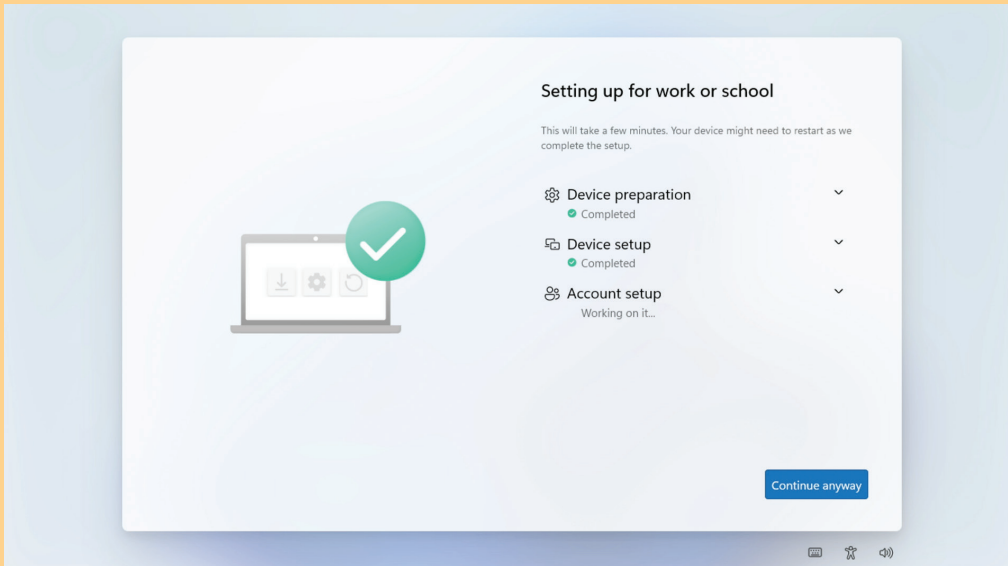 Setting up for work or school
This will take a few minutes. Your device might need to restart as we
complete the setup.
Device preparation
Completed
Device setup
Completed
Account setup
Working on it...
Continue anyway